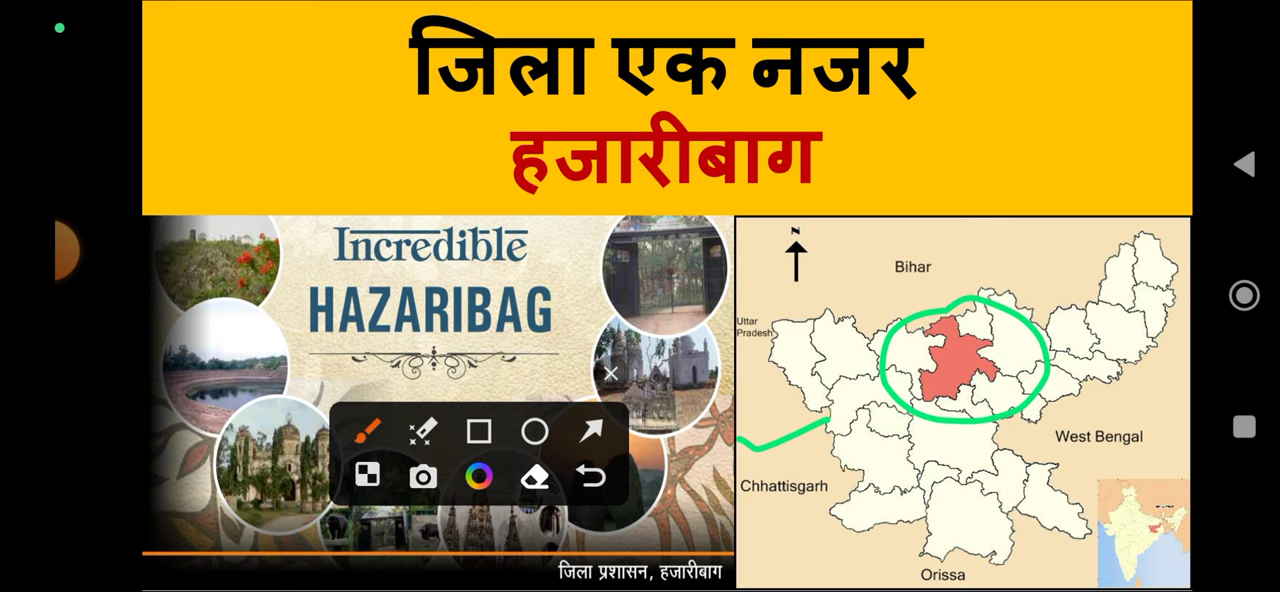 जिला एक नजर
हजारीबाग
Incredible
HAZARIBAG
जिला प्रशासन, हजारीबाग
N
Bihar
Uttar
Pradesh
West Bengal
Chhattisgarh
Orissa